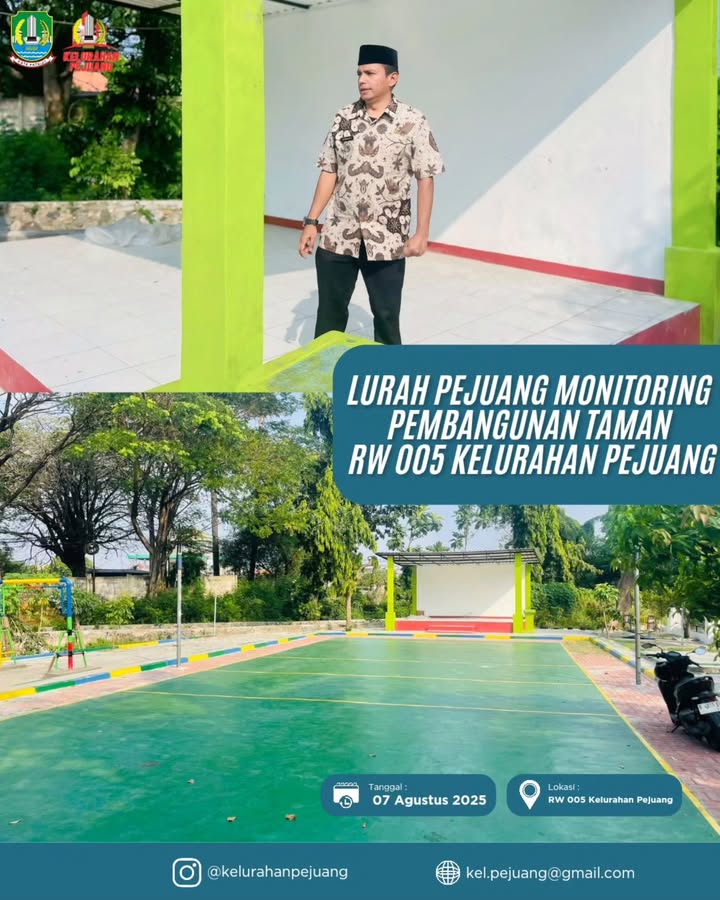 KELURAHAN
PEJUANG
LURAH PEJUANG MONITORING
PEMBANGUNAN TAMAN
RW 005 KELURAHAN PEJUANG
Tanggal :
07 Agustus 2025
Lokasi :
RW 005 Kelurahan Pejuang
@kelurahanpejuang
kel.pejuang@gmail.com